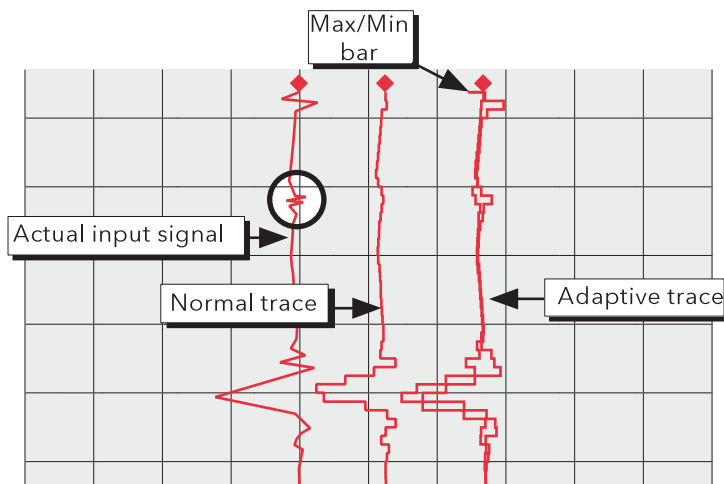 Max/Min
bar
Actual input signal
Normal trace
Adaptive trace